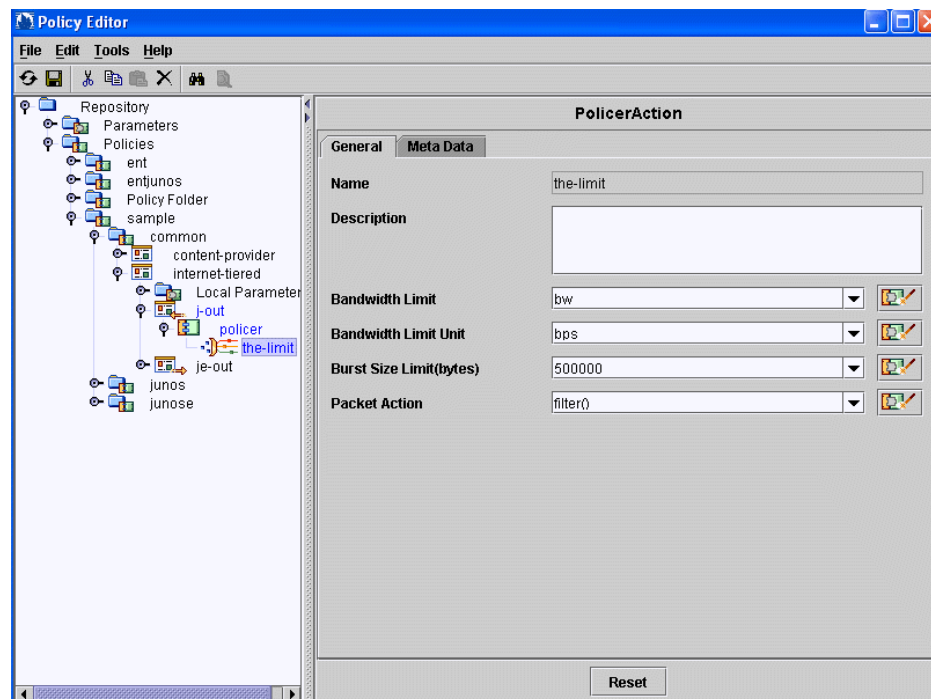 Policy Editor
File Edit Tools Help
Repository
Parameters
Policies
ent
entjunos
Policy Folder
sample
common
content-provider
internet-tiered
Local Parameter
j-out
policer
the-limit
je-out
junos
junose
PolicerAction
General Meta Data
Name the-limit
Description
Bandwidth Limit bw
Bandwidth Limit Unit bps
Burst Size Limit(bytes) 500000
Packet Action filter()
Reset